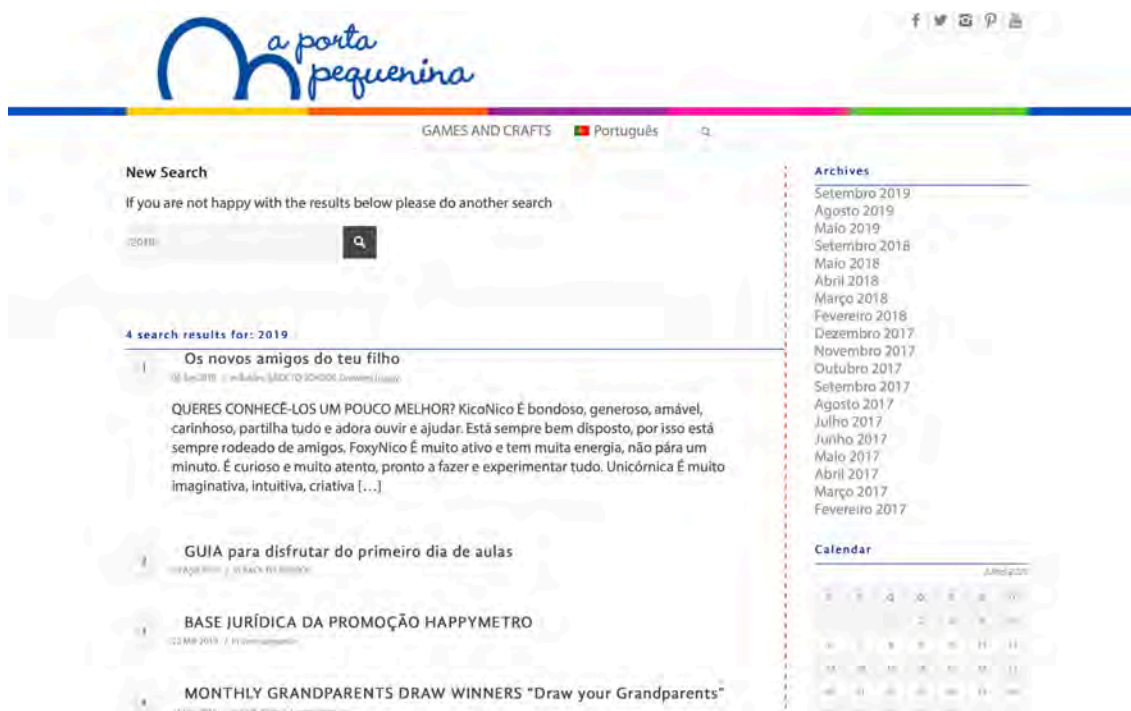 a porta
pequenina
GAMES AND CRAFTS
Português
New Search
If you are not happy with the results below please do another search
2019
4 search results for: 2019
1
Os novos amigos do teu filho
QUERES CONHECÊ-LOS UM POUCO MELHOR? KicoNico É bondoso, generoso, amável,
carinhoso, partilha tudo e adora ouvir e ajudar. Está sempre bem disposto, por isso está
sempre rodeado de amigos. FoxyNico É muito ativo e tem muita energia, não pára um
minuto. É curioso e muito atento, pronto a fazer e experimentar tudo. Unicórnica É muito
imaginativa, intuitiva, criativa […]
2
GUIA para disfrutar do primeiro dia de aulas
3
BASE JURÍDICA DA PROMOÇÃO HAPPYMETRO
4
MONTHLY GRANDPARENTS DRAW WINNERS "Draw your Grandparents"
Archives
Setembro 2019
Agosto 2019
Maio 2019
Setembro 2018
Maio 2018
Abril 2018
Março 2018
Fevereiro 2018
Dezembro 2017
Novembro 2017
Outubro 2017
Setembro 2017
Agosto 2017
Julho 2017
Junho 2017
Maio 2017
Abril 2017
Março 2017
Fevereiro 2017
Calendar